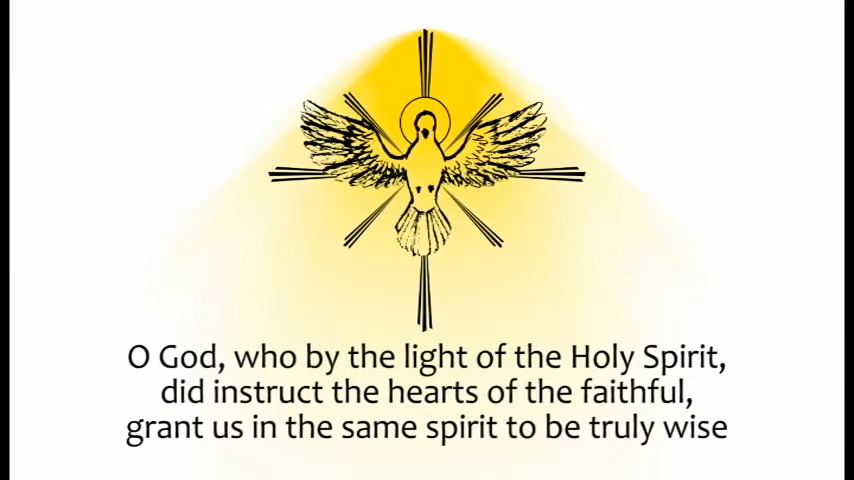 O God, who by the light of the Holy Spirit,
did instruct the hearts of the faithful,
grant us in the same spirit to be truly wise